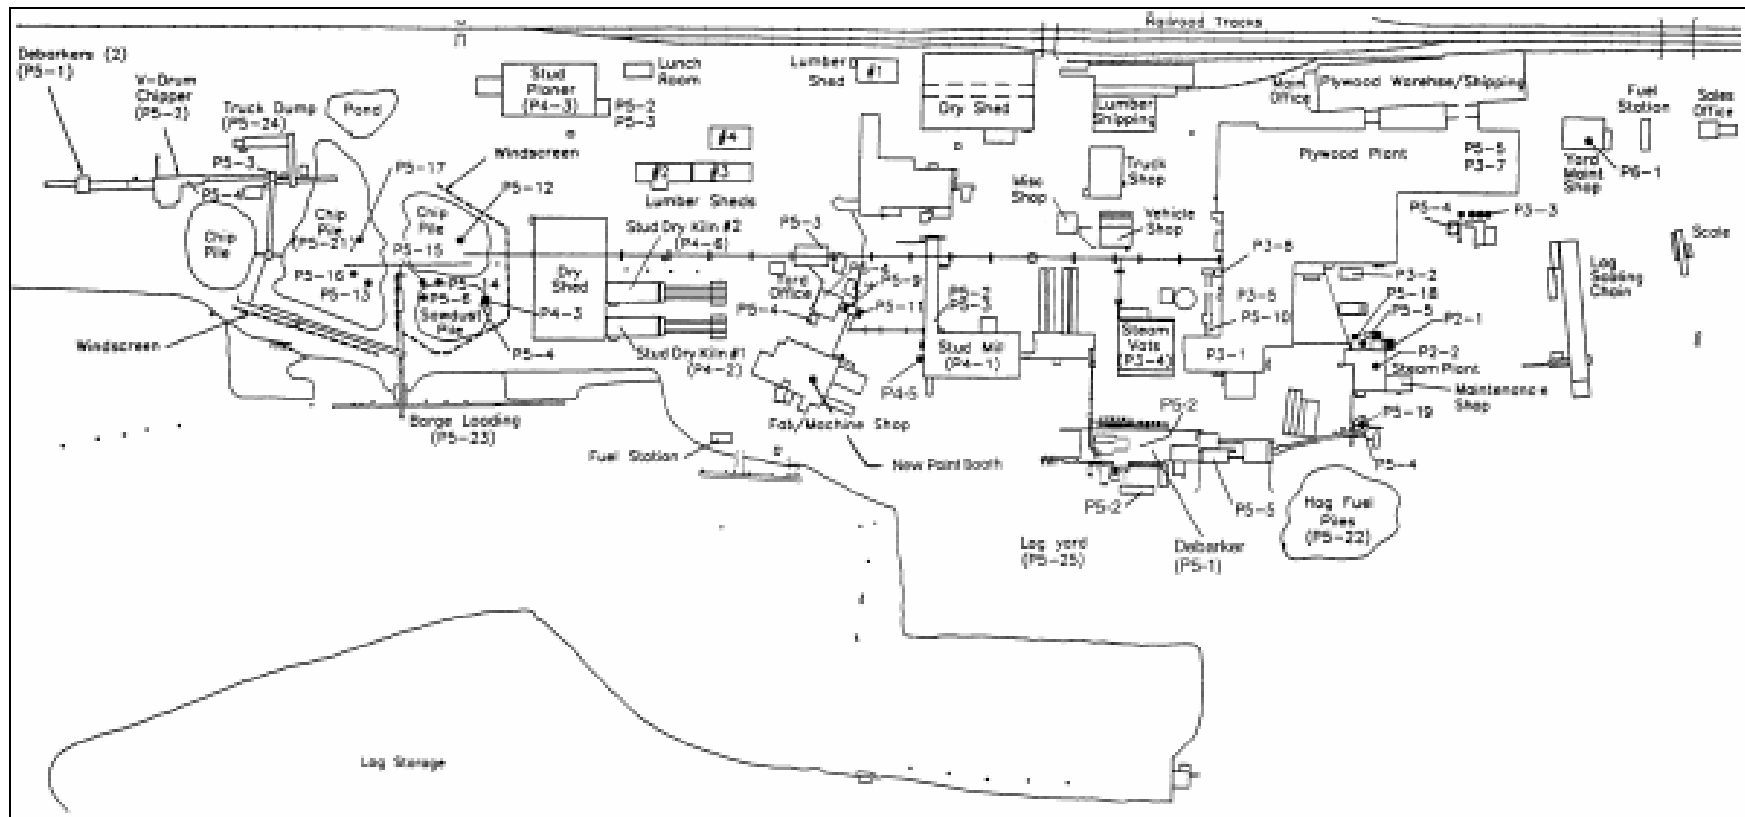 Railroad Tracks
Debarkers (2)
(P5-1)
V-Drum
Chipper
(P5-2)
Truck Dump
(P5-24)
Pond
Stud
Planer
(P4-3)
Lunch
Room
P5-2
P5-3
#4
#2
#3
Lumber Sheds
Shed
#1
Dry Shed
Lumber
Shipping
Main
Office
Plywood Warehse/Shipping
Plywood Plant
P5-6
P3-7
Fuel
Station
Sales
Office
Yard
Maint
Shop
P6-1
Windscreen
P5-3
P5-4
P5-17
P5-12
Chip
Pile
Chip
Pile
(P5-21)
Chip
Pile
P5-15
P5-16
P5-13
P5-14
P5-6
(Sawdust)
Pile
P4-3
P5-4
Windscreen
Dry
Shed
Stud Dry Kiln #2
(P4-6)
Stud Dry Kiln #1
(P4-2)
P5-3
Yard
Office
P5-4
P5-9
P5-11
P5-2
P5-3
Stud Mill
(P4-1)
P4-5
Misc
Shop
Truck
Shop
Vehicle
Shop
Steam
Vats
(P3-4)
P3-6
P3-5
P5-10
P3-1
P5-4
P3-3
P3-2
P5-18
P5-5
P2-1
P2-2
Steam Plant
Maintenance
Shop
P5-19
P5-4
Log
Chain
Scale
Barge Loading
(P5-23)
Fab/Machine Shop
New Paint Booth
Fuel Station
P5-2
P5-2
P5-5
Debarker
(P5-1)
Log yard
(P5-25)
Hog Fuel
Piles
(P5-22)
Log Storage